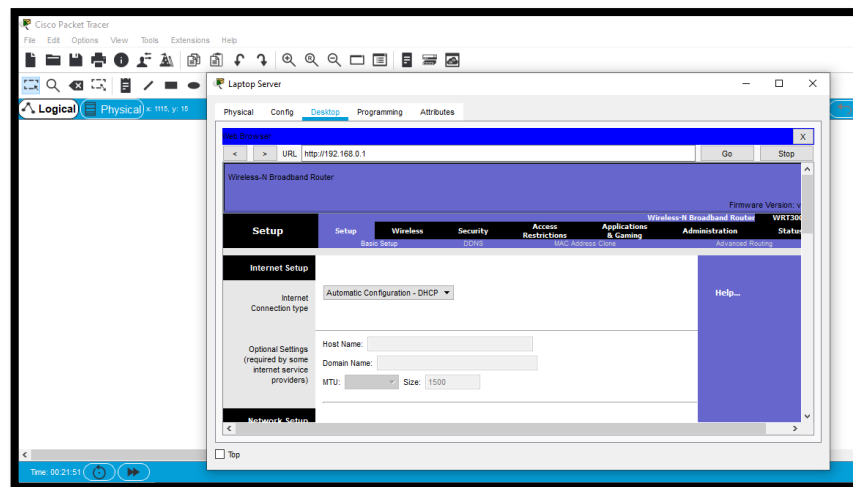 Cisco Packet Tracer
File Edit Options View Tools Extensions Help
Logical Physical x: 1115, y: 15
Laptop Server
Physical Config Desktop Programming Attributes
Web Browser X
< > URL http://192.168.0.1 Go Stop
Wireless-N Broadband Router
Firmware Version: v
Wireless-N Broadband Router WRT300
Setup Setup Wireless Security Access Restrictions Applications & Gaming Administration Status
Basic Setup DDNS MAC Address Clone Advanced Routing
Internet Setup
Internet
Connection type
Automatic Configuration - DHCP
Help...
Optional Settings
(required by some
internet service
providers)
Host Name:
Domain Name:
MTU: Size: 1500
Network Setup
Top
Time: 00:21:51